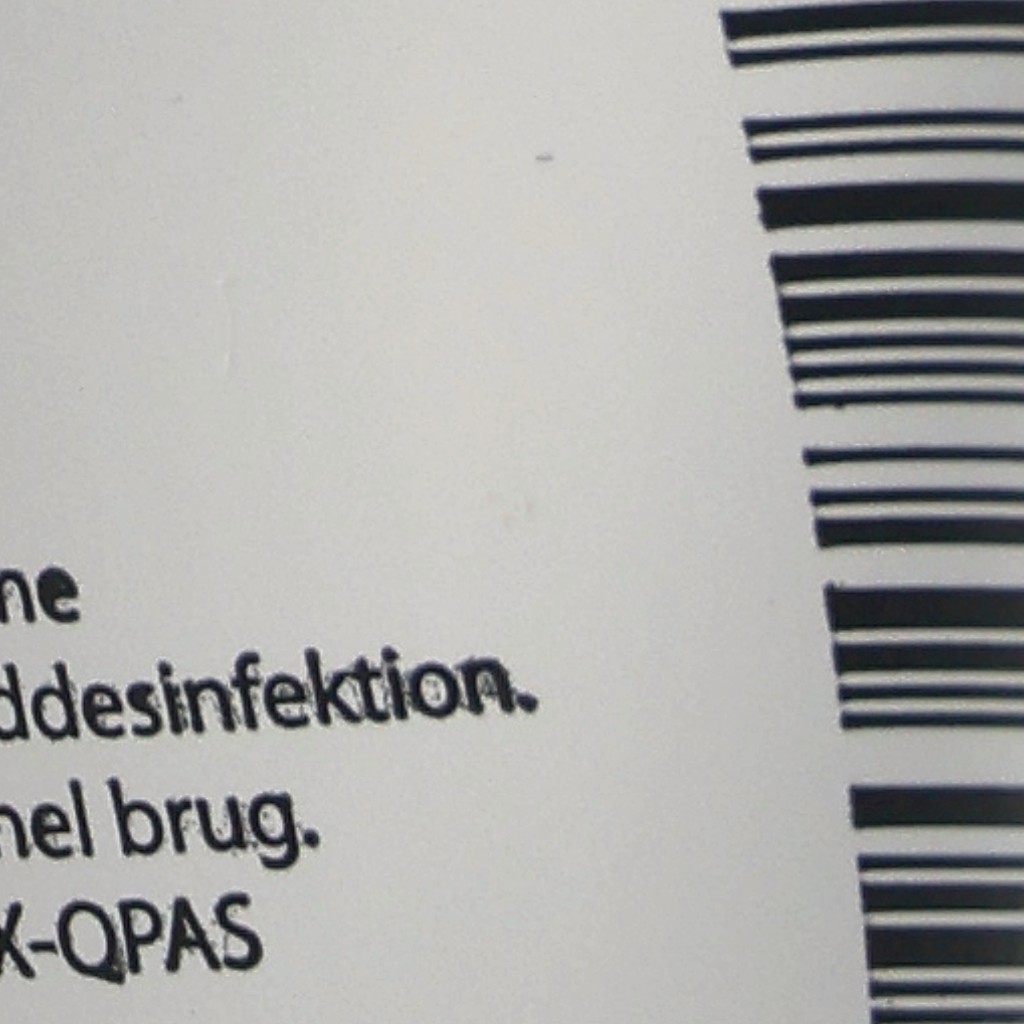 ne
ddesinfektion.
nel brug.
X-QPAS